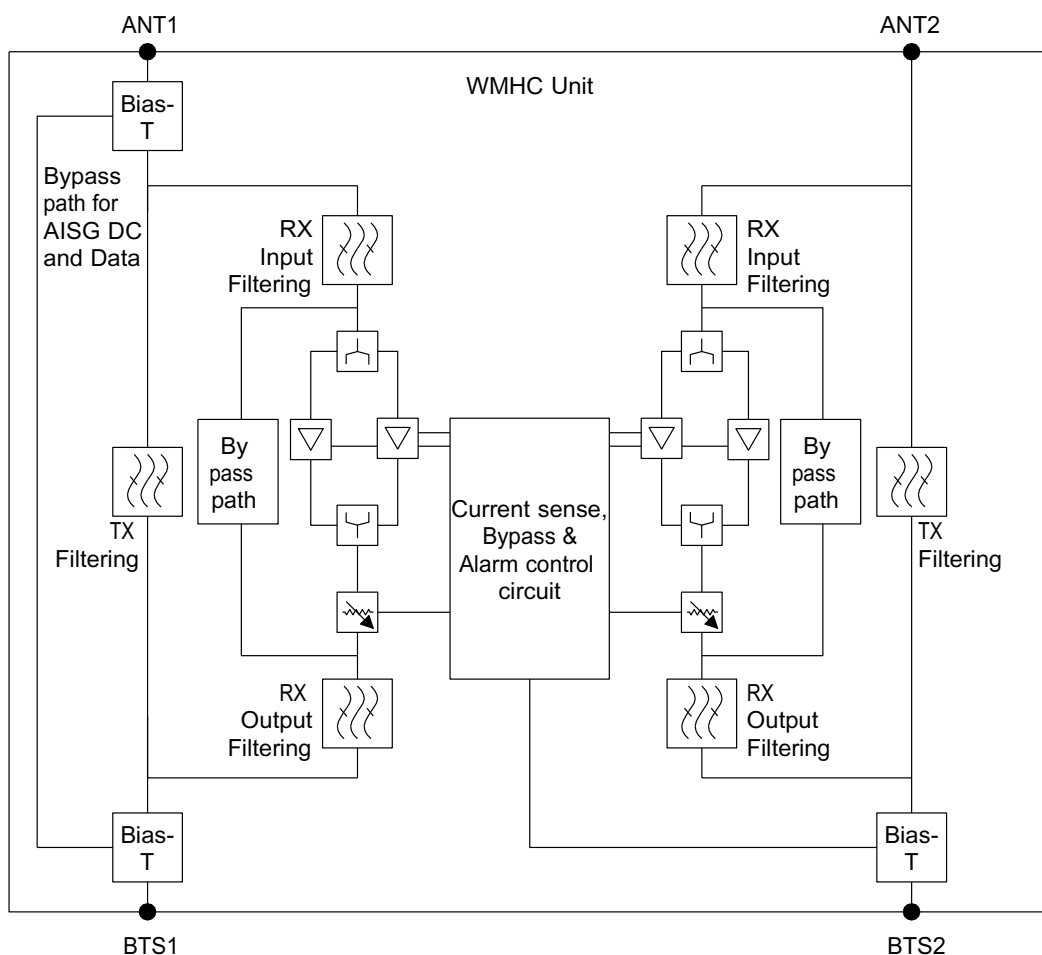 ANT1
ANT2
WMHC Unit
Bias-
T
Bypass
path for
AISG DC
and Data
RX
Input
Filtering
RX
Input
Filtering
By
pass
path
By
pass
path
TX
Filtering
Current sense,
Bypass &
Alarm control
circuit
TX
Filtering
RX
Output
Filtering
RX
Output
Filtering
Bias-
T
Bias-
T
BTS1
BTS2